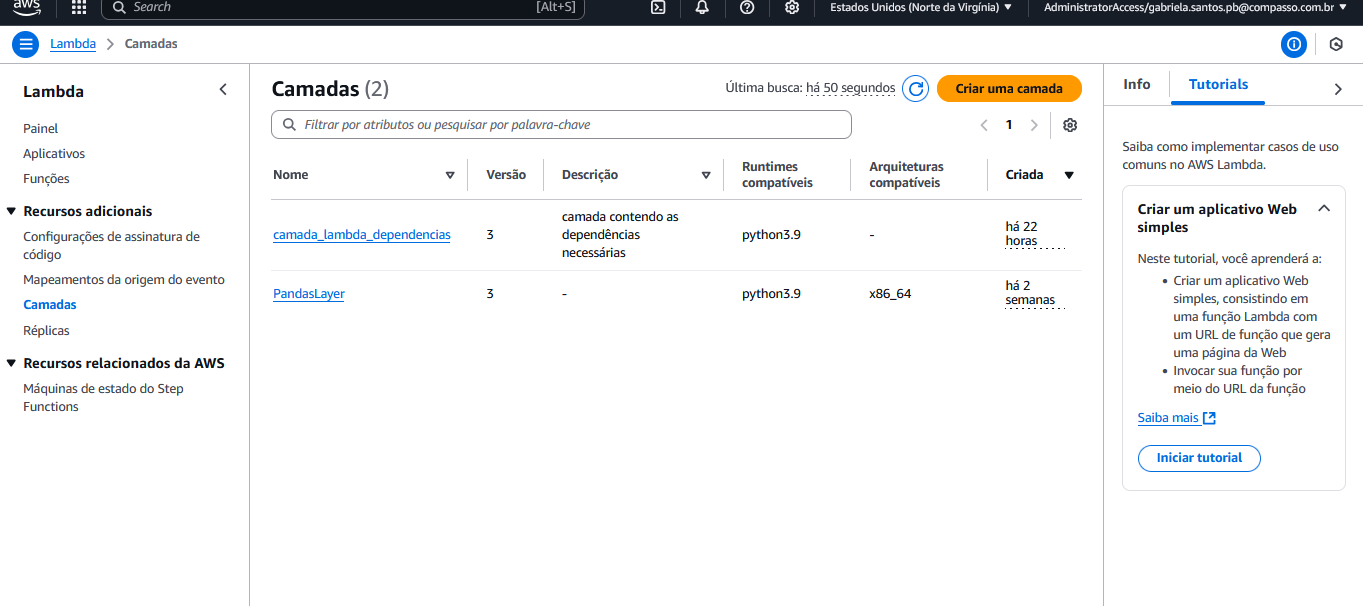 aws
Search
[Alt+S]
Estados Unidos (Norte da Virgínia) ▼
AdministratorAccess/gabriela.santos.pb@compasso.com.br ▼
Lambda
Camadas
Lambda
Painel
Aplicativos
Funções
Recursos adicionais
Configurações de assinatura de
código
Mapeamentos da origem do evento
Camadas
Réplicas
Recursos relacionados da AWS
Máquinas de estado do Step
Functions
Camadas (2)
Última busca: há 50 segundos
Criar uma camada
Filtrar por atributos ou pesquisar por palavra-chave
1
Nome
Versão
Descrição
Runtimes
compatíveis
Arquiteturas
compatíveis
Criada
camada_lambda_dependencias
3
camada contendo as
dependências
necessárias
python3.9
-
há 22
horas
PandasLayer
3
-
python3.9
x86_64
há 2
semanas
Info
Tutorials
Saiba como implementar casos de uso
comuns no AWS Lambda.
Criar um aplicativo Web
simples
Neste tutorial, você aprenderá a:
• Criar um aplicativo Web
simples, consistindo em
uma função Lambda com
um URL de função que gera
uma página da Web
• Invocar sua função por
meio do URL da função
Saiba mais
Iniciar tutorial